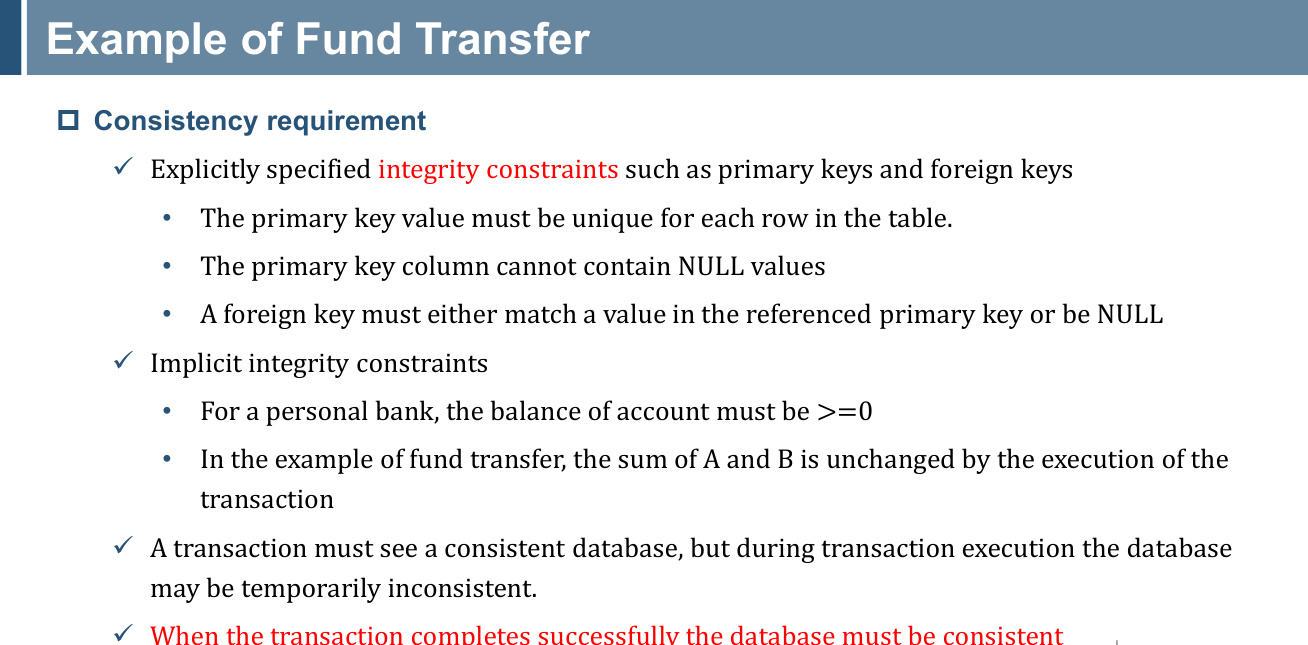 Example of Fund Transfer
Consistency requirement
Explicitly specified integrity constraints such as primary keys and foreign keys
The primary key value must be unique for each row in the table.
The primary key column cannot contain NULL values
A foreign key must either match a value in the referenced primary key or be NULL
Implicit integrity constraints
For a personal bank, the balance of account must be >=0
In the example of fund transfer, the sum of A and B is unchanged by the execution of the
transaction
A transaction must see a consistent database, but during transaction execution the database
may be temporarily inconsistent.
When the transaction completes successfully the database must be consistent